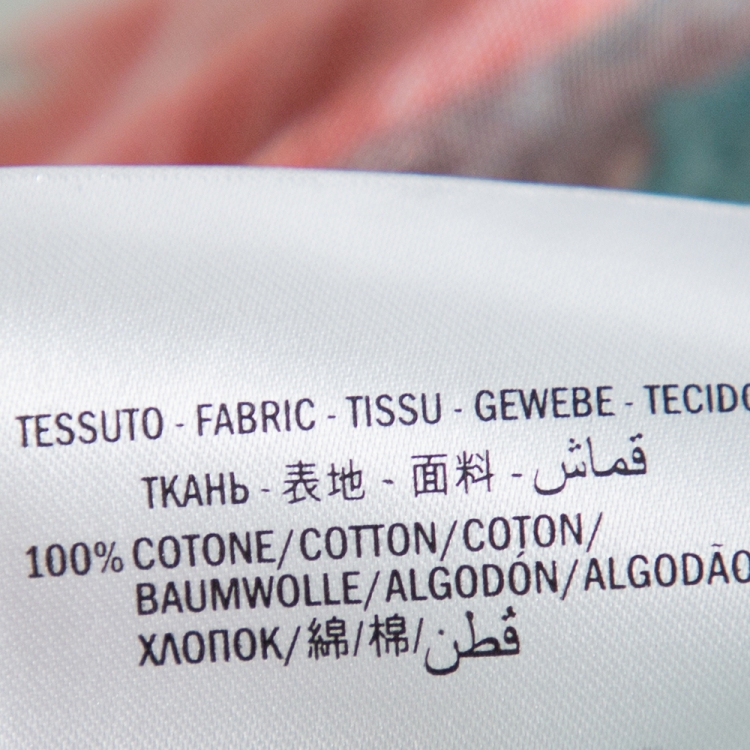 TESSUTO - FABRIC - TISSU - GEWEBE - TECIDO
ТКАНЬ - 表地 - 面料 - قماش
100% COTONE/COTTON/COTON/
BAUMWOLLE/ALGODÓN/ALGODÃO
ХЛОПОК/綿/棉/قطن